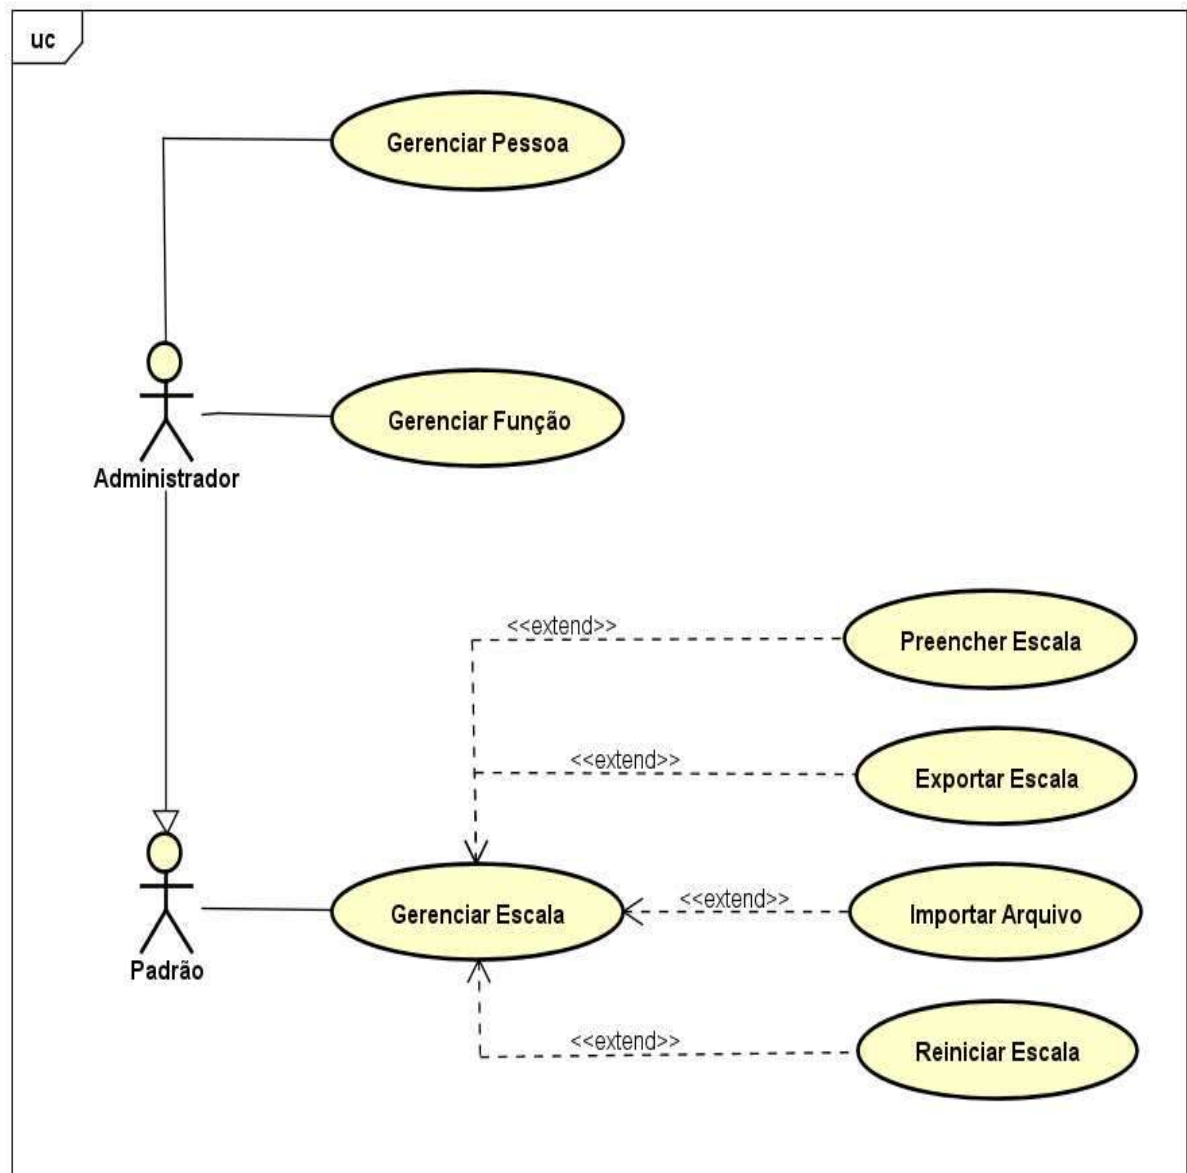 uc
Gerenciar Pessoa
Gerenciar Função
Administrador
<<extend>>
Preencher Escala
<<extend>>
Exportar Escala
<<extend>>
Importar Arquivo
Gerenciar Escala
Padrão
<<extend>>
Reiniciar Escala